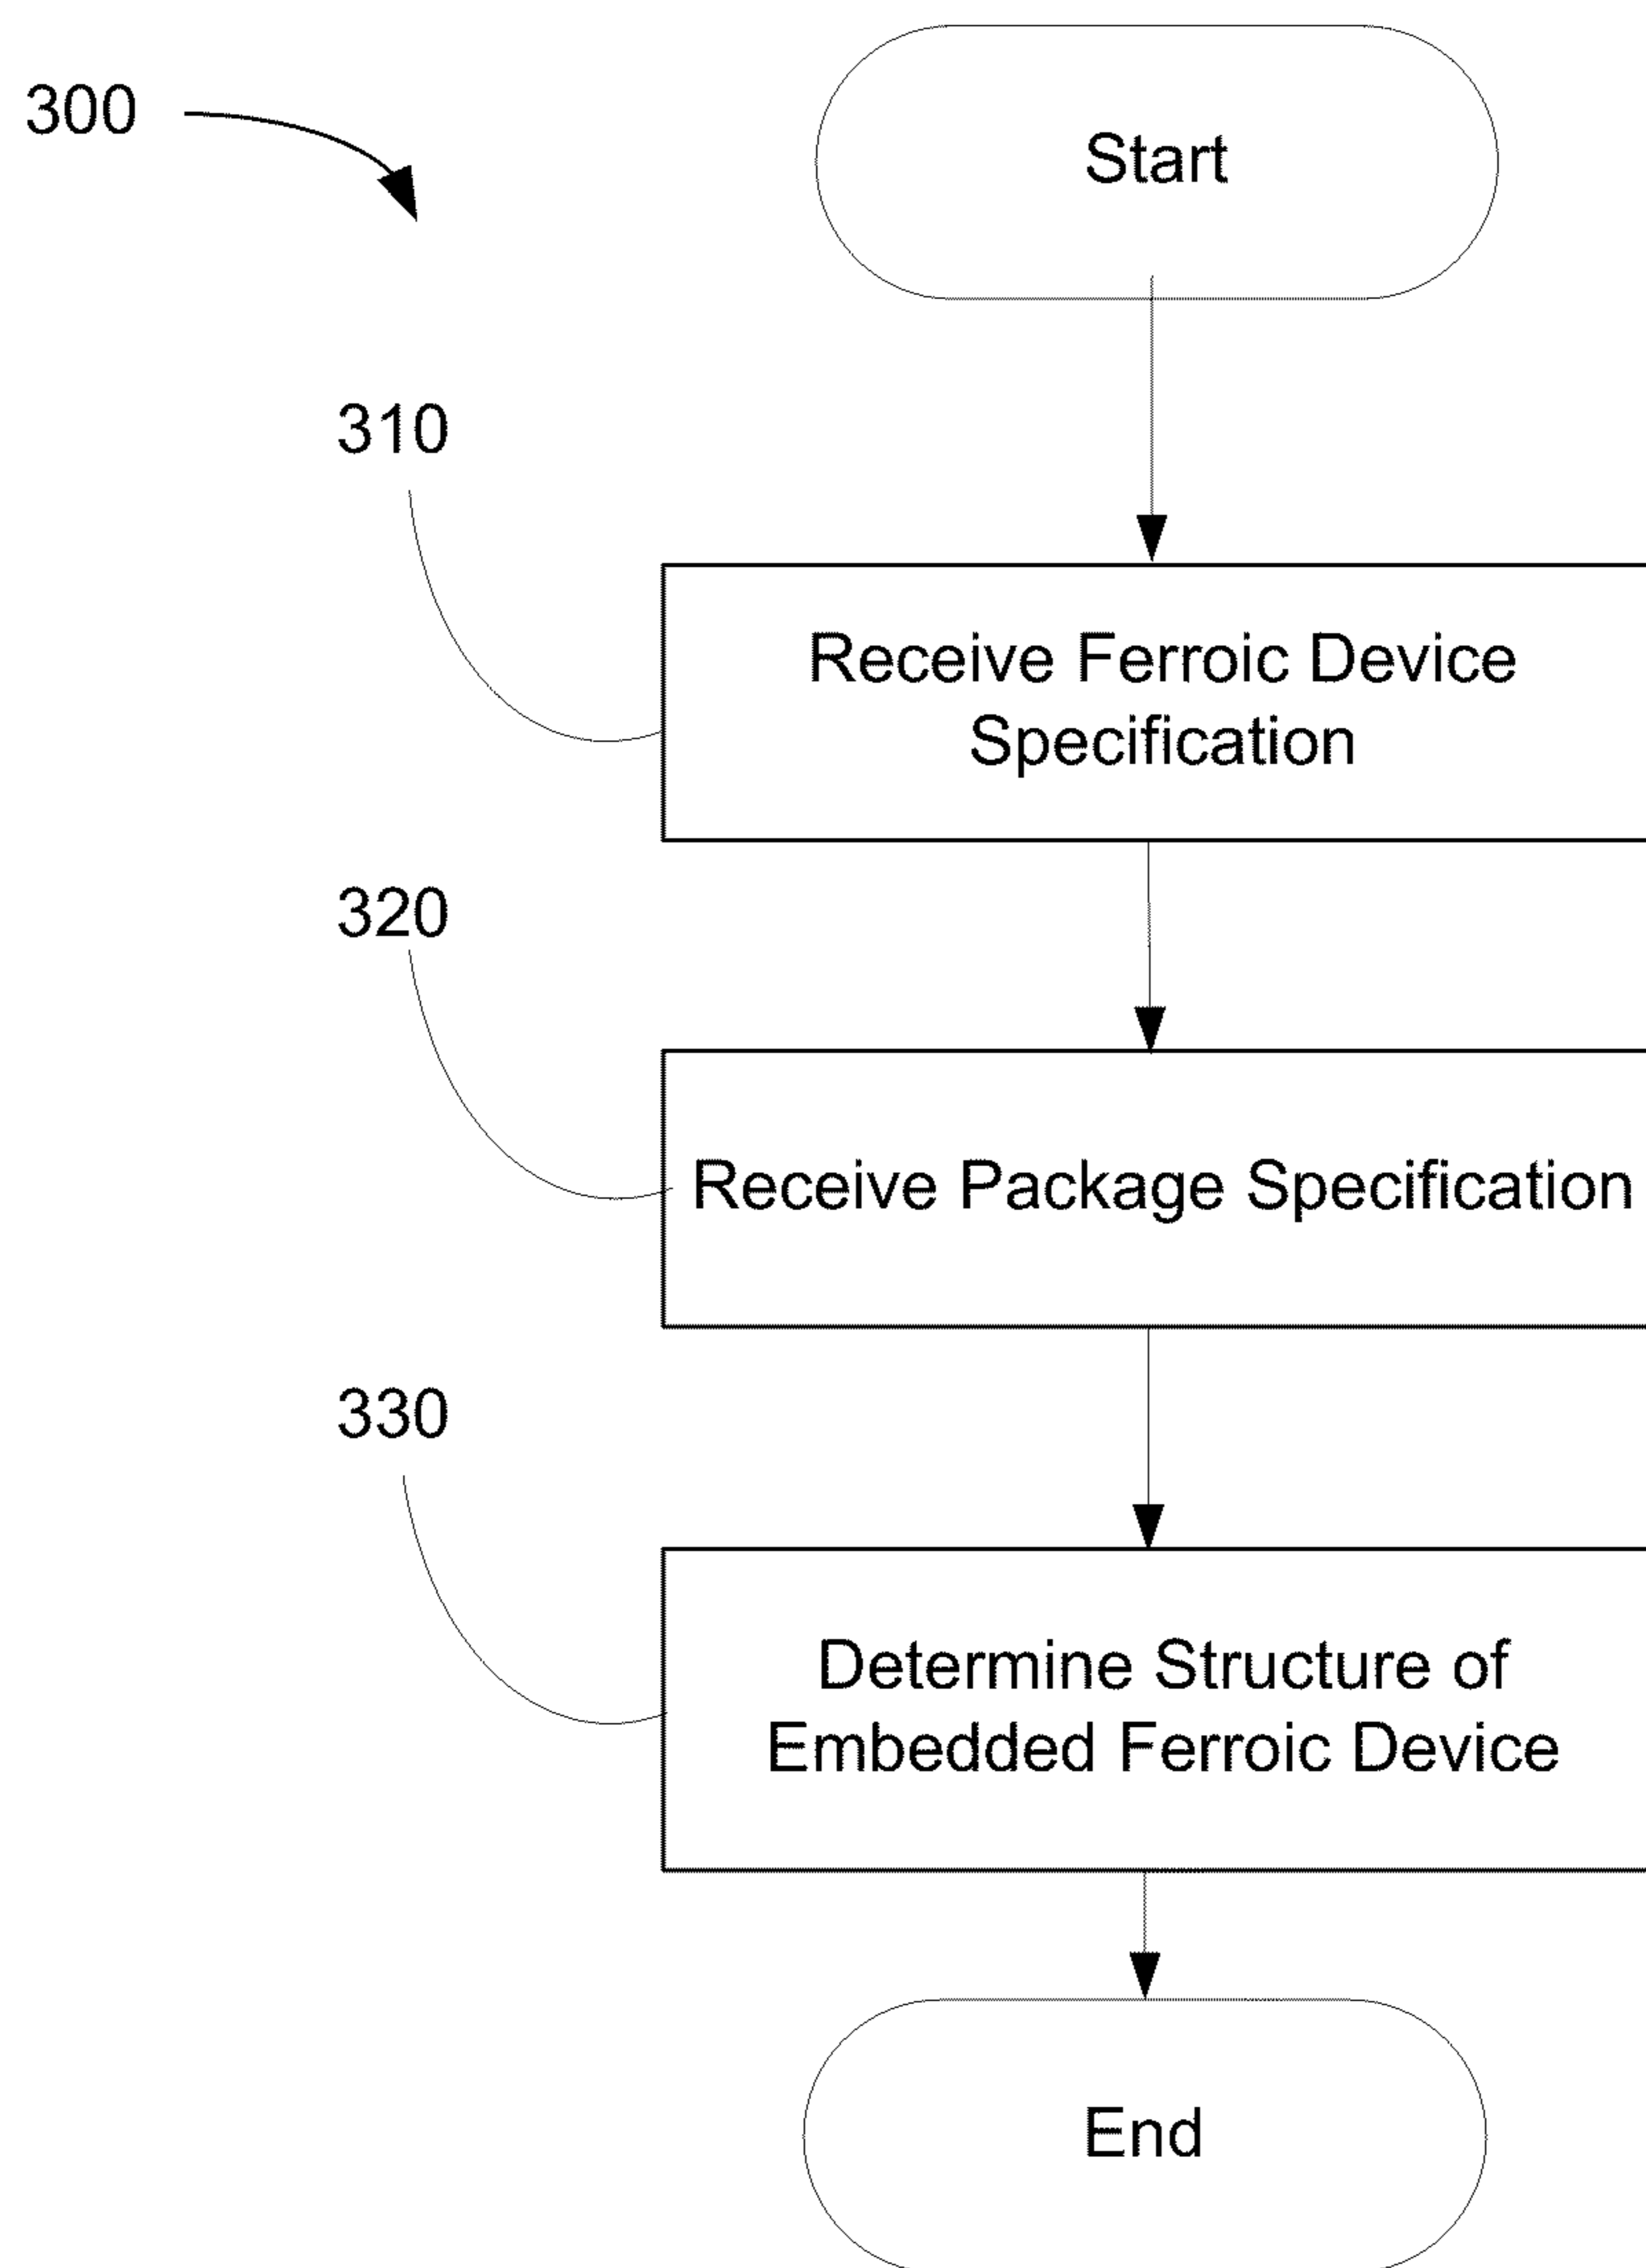 300
Start
310
Receive Ferroic Device
Specification
320
Receive Package Specification
330
Determine Structure of
Embedded Ferroic Device
End